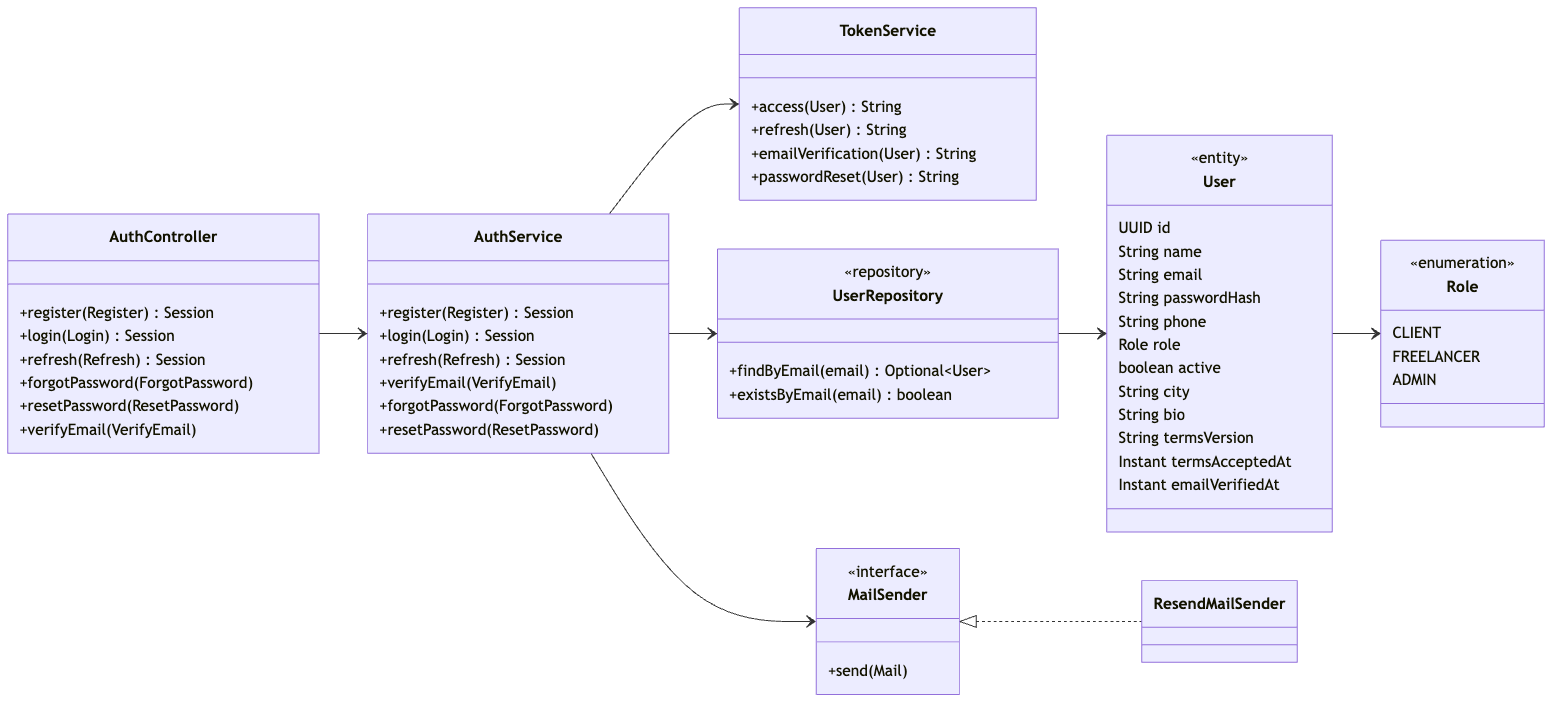 TokenService
+access(User) : String
+refresh(User) : String
+emailVerification(User) : String
+passwordReset(User) : String
AuthController
+register(Register) : Session
+login(Login) : Session
+refresh(Refresh) : Session
+forgotPassword(ForgotPassword)
+resetPassword(ResetPassword)
+verifyEmail(VerifyEmail)
AuthService
+register(Register) : Session
+login(Login) : Session
+refresh(Refresh) : Session
+verifyEmail(VerifyEmail)
+forgotPassword(ForgotPassword)
+resetPassword(ResetPassword)
«repository»
UserRepository
+findByEmail(email) : Optional<User>
+existsByEmail(email) : boolean
«entity»
User
UUID id
String name
String email
String passwordHash
String phone
Role role
boolean active
String city
String bio
String termsVersion
Instant termsAcceptedAt
Instant emailVerifiedAt
«enumeration»
Role
CLIENT
FREELANCER
ADMIN
«interface»
MailSender
+send(Mail)
ResendMailSender